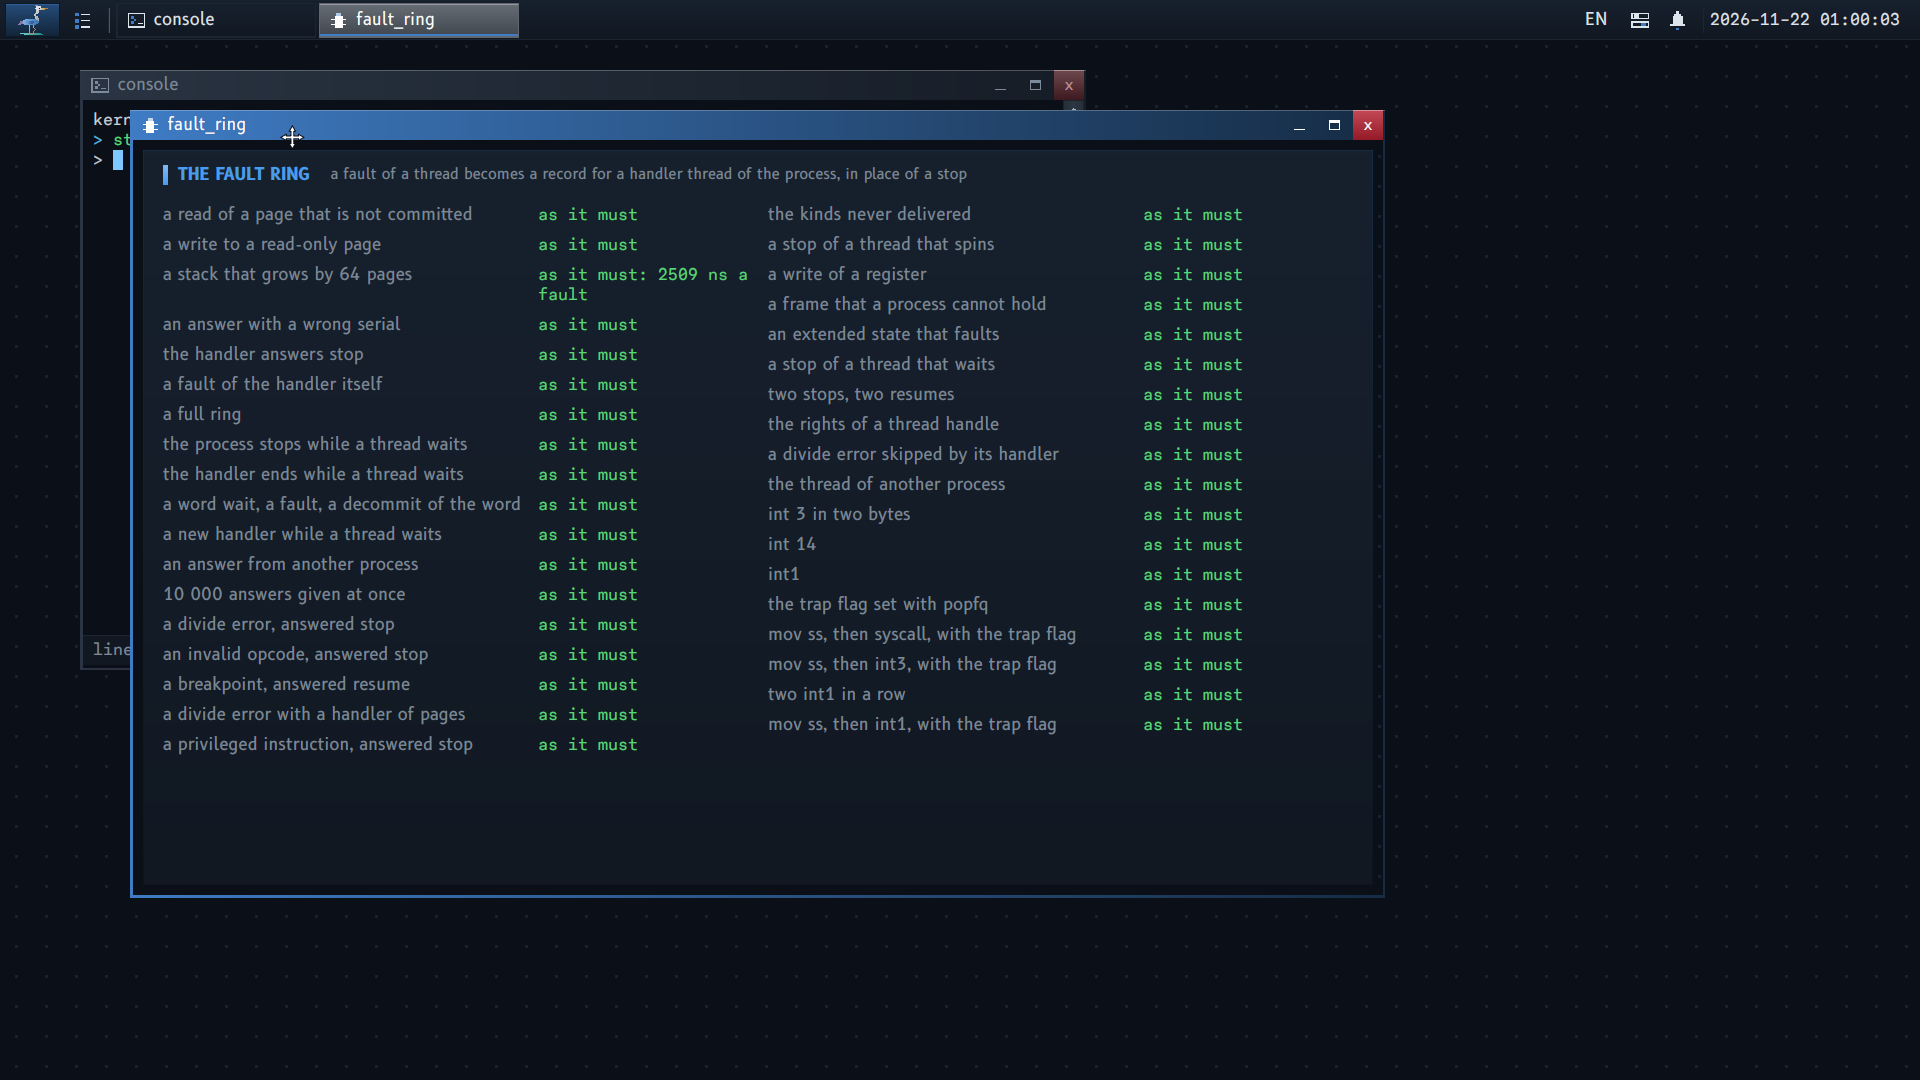 console
fault_ring
EN
2026-11-22 01:00:03
console
x
kern
> st
>
line
fault_ring
x
THE FAULT RING a fault of a thread becomes a record for a handler thread of the process, in place of a stop
a read of a page that is not committed as it must
a write to a read-only page as it must
a stack that grows by 64 pages as it must: 2509 ns a
fault
an answer with a wrong serial as it must
the handler answers stop as it must
a fault of the handler itself as it must
a full ring as it must
the process stops while a thread waits as it must
the handler ends while a thread waits as it must
a word wait, a fault, a decommit of the word as it must
a new handler while a thread waits as it must
an answer from another process as it must
10 000 answers given at once as it must
a divide error, answered stop as it must
an invalid opcode, answered stop as it must
a breakpoint, answered resume as it must
a divide error with a handler of pages as it must
a privileged instruction, answered stop as it must
the kinds never delivered as it must
a stop of a thread that spins as it must
a write of a register as it must
a frame that a process cannot hold as it must
an extended state that faults as it must
a stop of a thread that waits as it must
two stops, two resumes as it must
the rights of a thread handle as it must
a divide error skipped by its handler as it must
the thread of another process as it must
int 3 in two bytes as it must
int 14 as it must
int1 as it must
the trap flag set with popfq as it must
mov ss, then syscall, with the trap flag as it must
mov ss, then int3, with the trap flag as it must
two int1 in a row as it must
mov ss, then int1, with the trap flag as it must